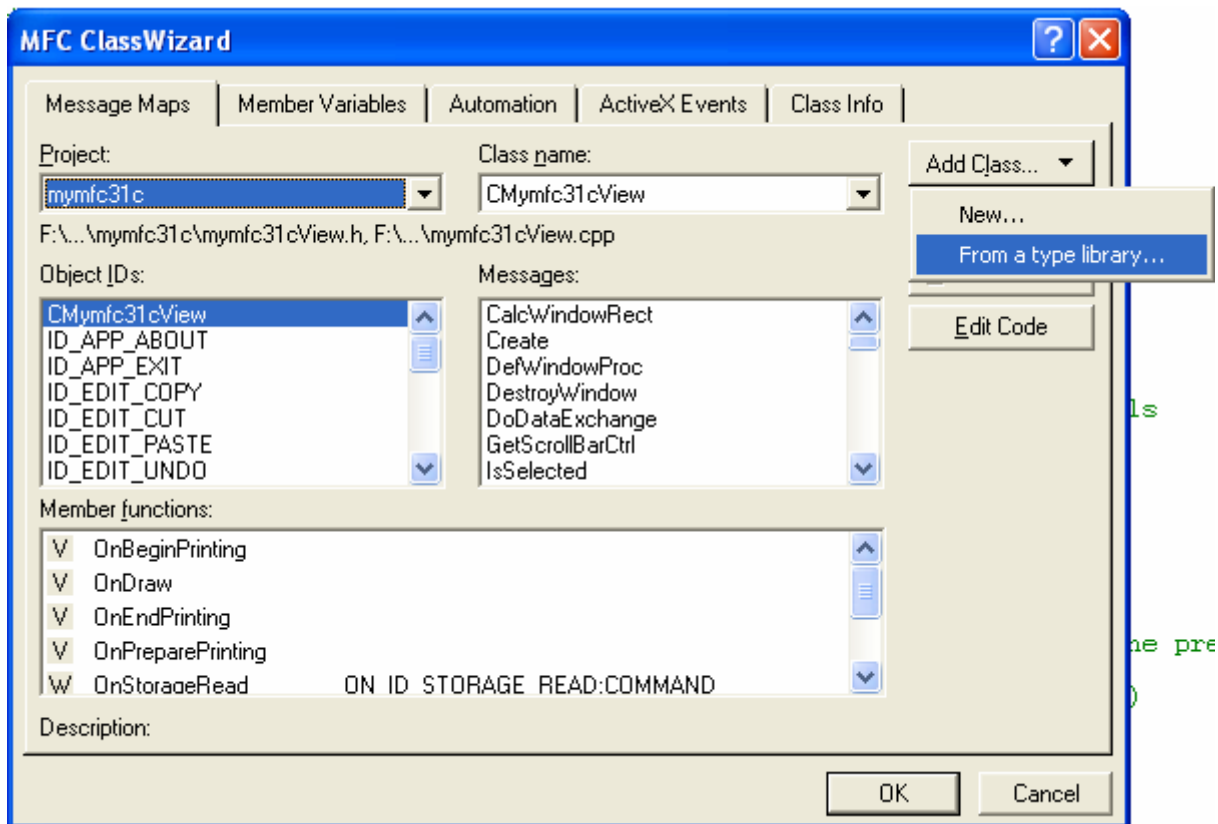 MFC ClassWizard
Message Maps Member Variables Automation ActiveX Events Class Info
Project: Class name:
Add Class...
mymfc31c CMymfc31cView
New...
F:\...\mymfc31c\mymfc31cView.h, F:\...\mymfc31cView.cpp
From a type library...
Object IDs: Messages:
CMymfc31cView CalcWindowRect
Edit Code
ID_APP_ABOUT Create
ID_APP_EXIT DefWindowProc
ID_EDIT_COPY DestroyWindow
ID_EDIT_CUT DoDataExchange
ls
ID_EDIT_PASTE GetScrollBarCtrl
ID_EDIT_UNDO IsSelected
Member functions:
V OnBeginPrinting
V OnDraw
V OnEndPrinting
V OnPreparePrinting
he pre
W OnStorageRead ON_ID_STORAGE_READ:COMMAND
)
Description:
OK Cancel